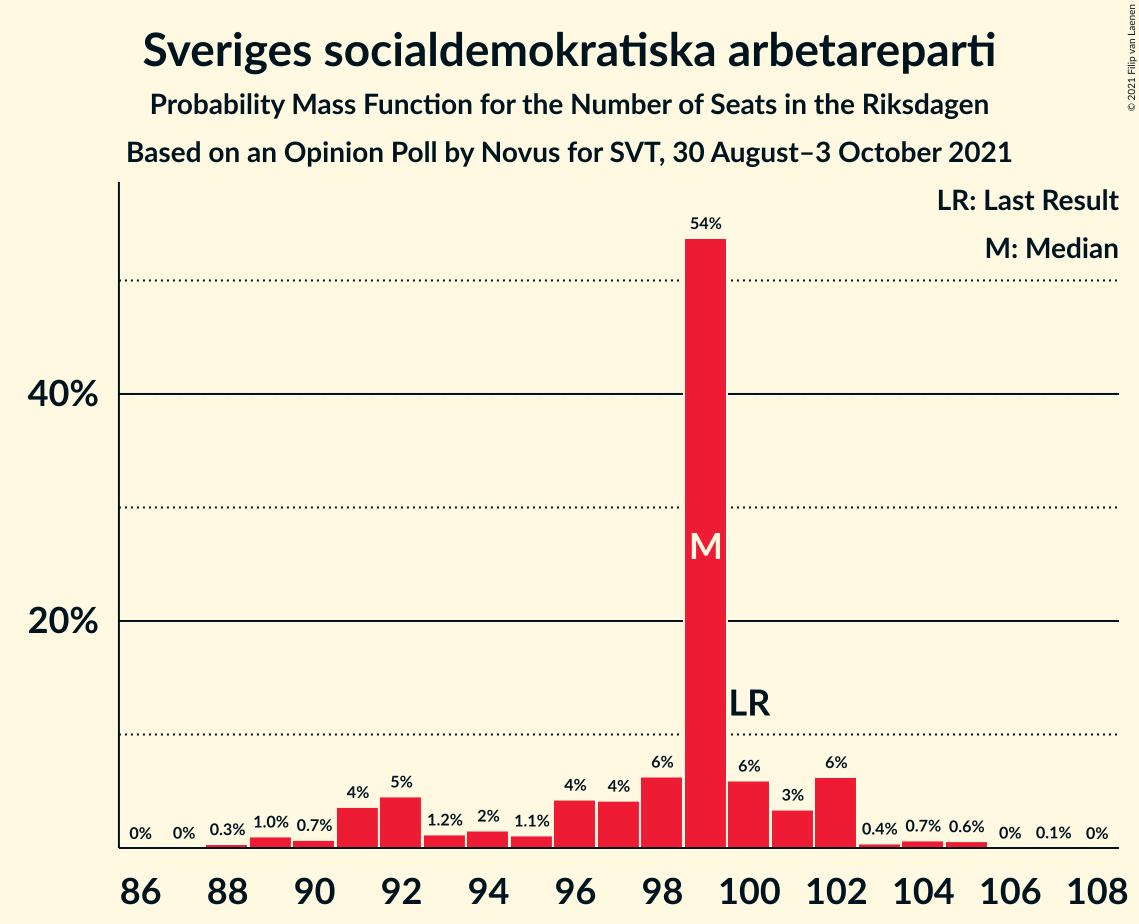 Sveriges socialdemokratiska arbetareparti
Probability Mass Function for the Number of Seats in the Riksdagen
Based on an Opinion Poll by Novus for SVT, 30 August–3 October 2021
© 2021 Filip van Laenen
LR: Last Result
M: Median
40%
20%
0% 0% 0.3% 1.0% 0.7% 4% 5% 1.2% 2% 1.1% 4% 4% 6% 54% 6% 3% 6% 0.4% 0.7% 0.6% 0% 0.1% 0%
M
LR
86 88 90 92 94 96 98 100 102 104 106 108